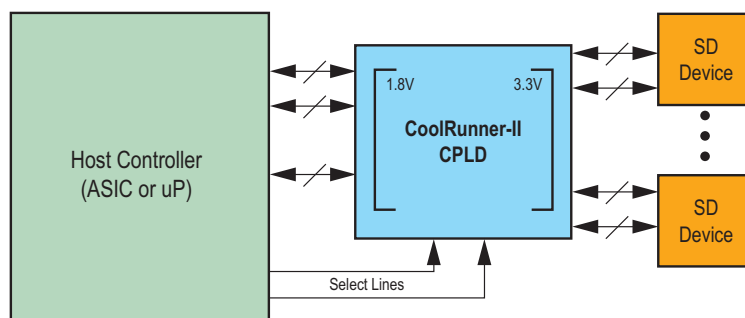 Host Controller
(ASIC or uP)
1.8V
3.3V
CoolRunner-II
CPLD
Select Lines
SD
Device
SD
Device